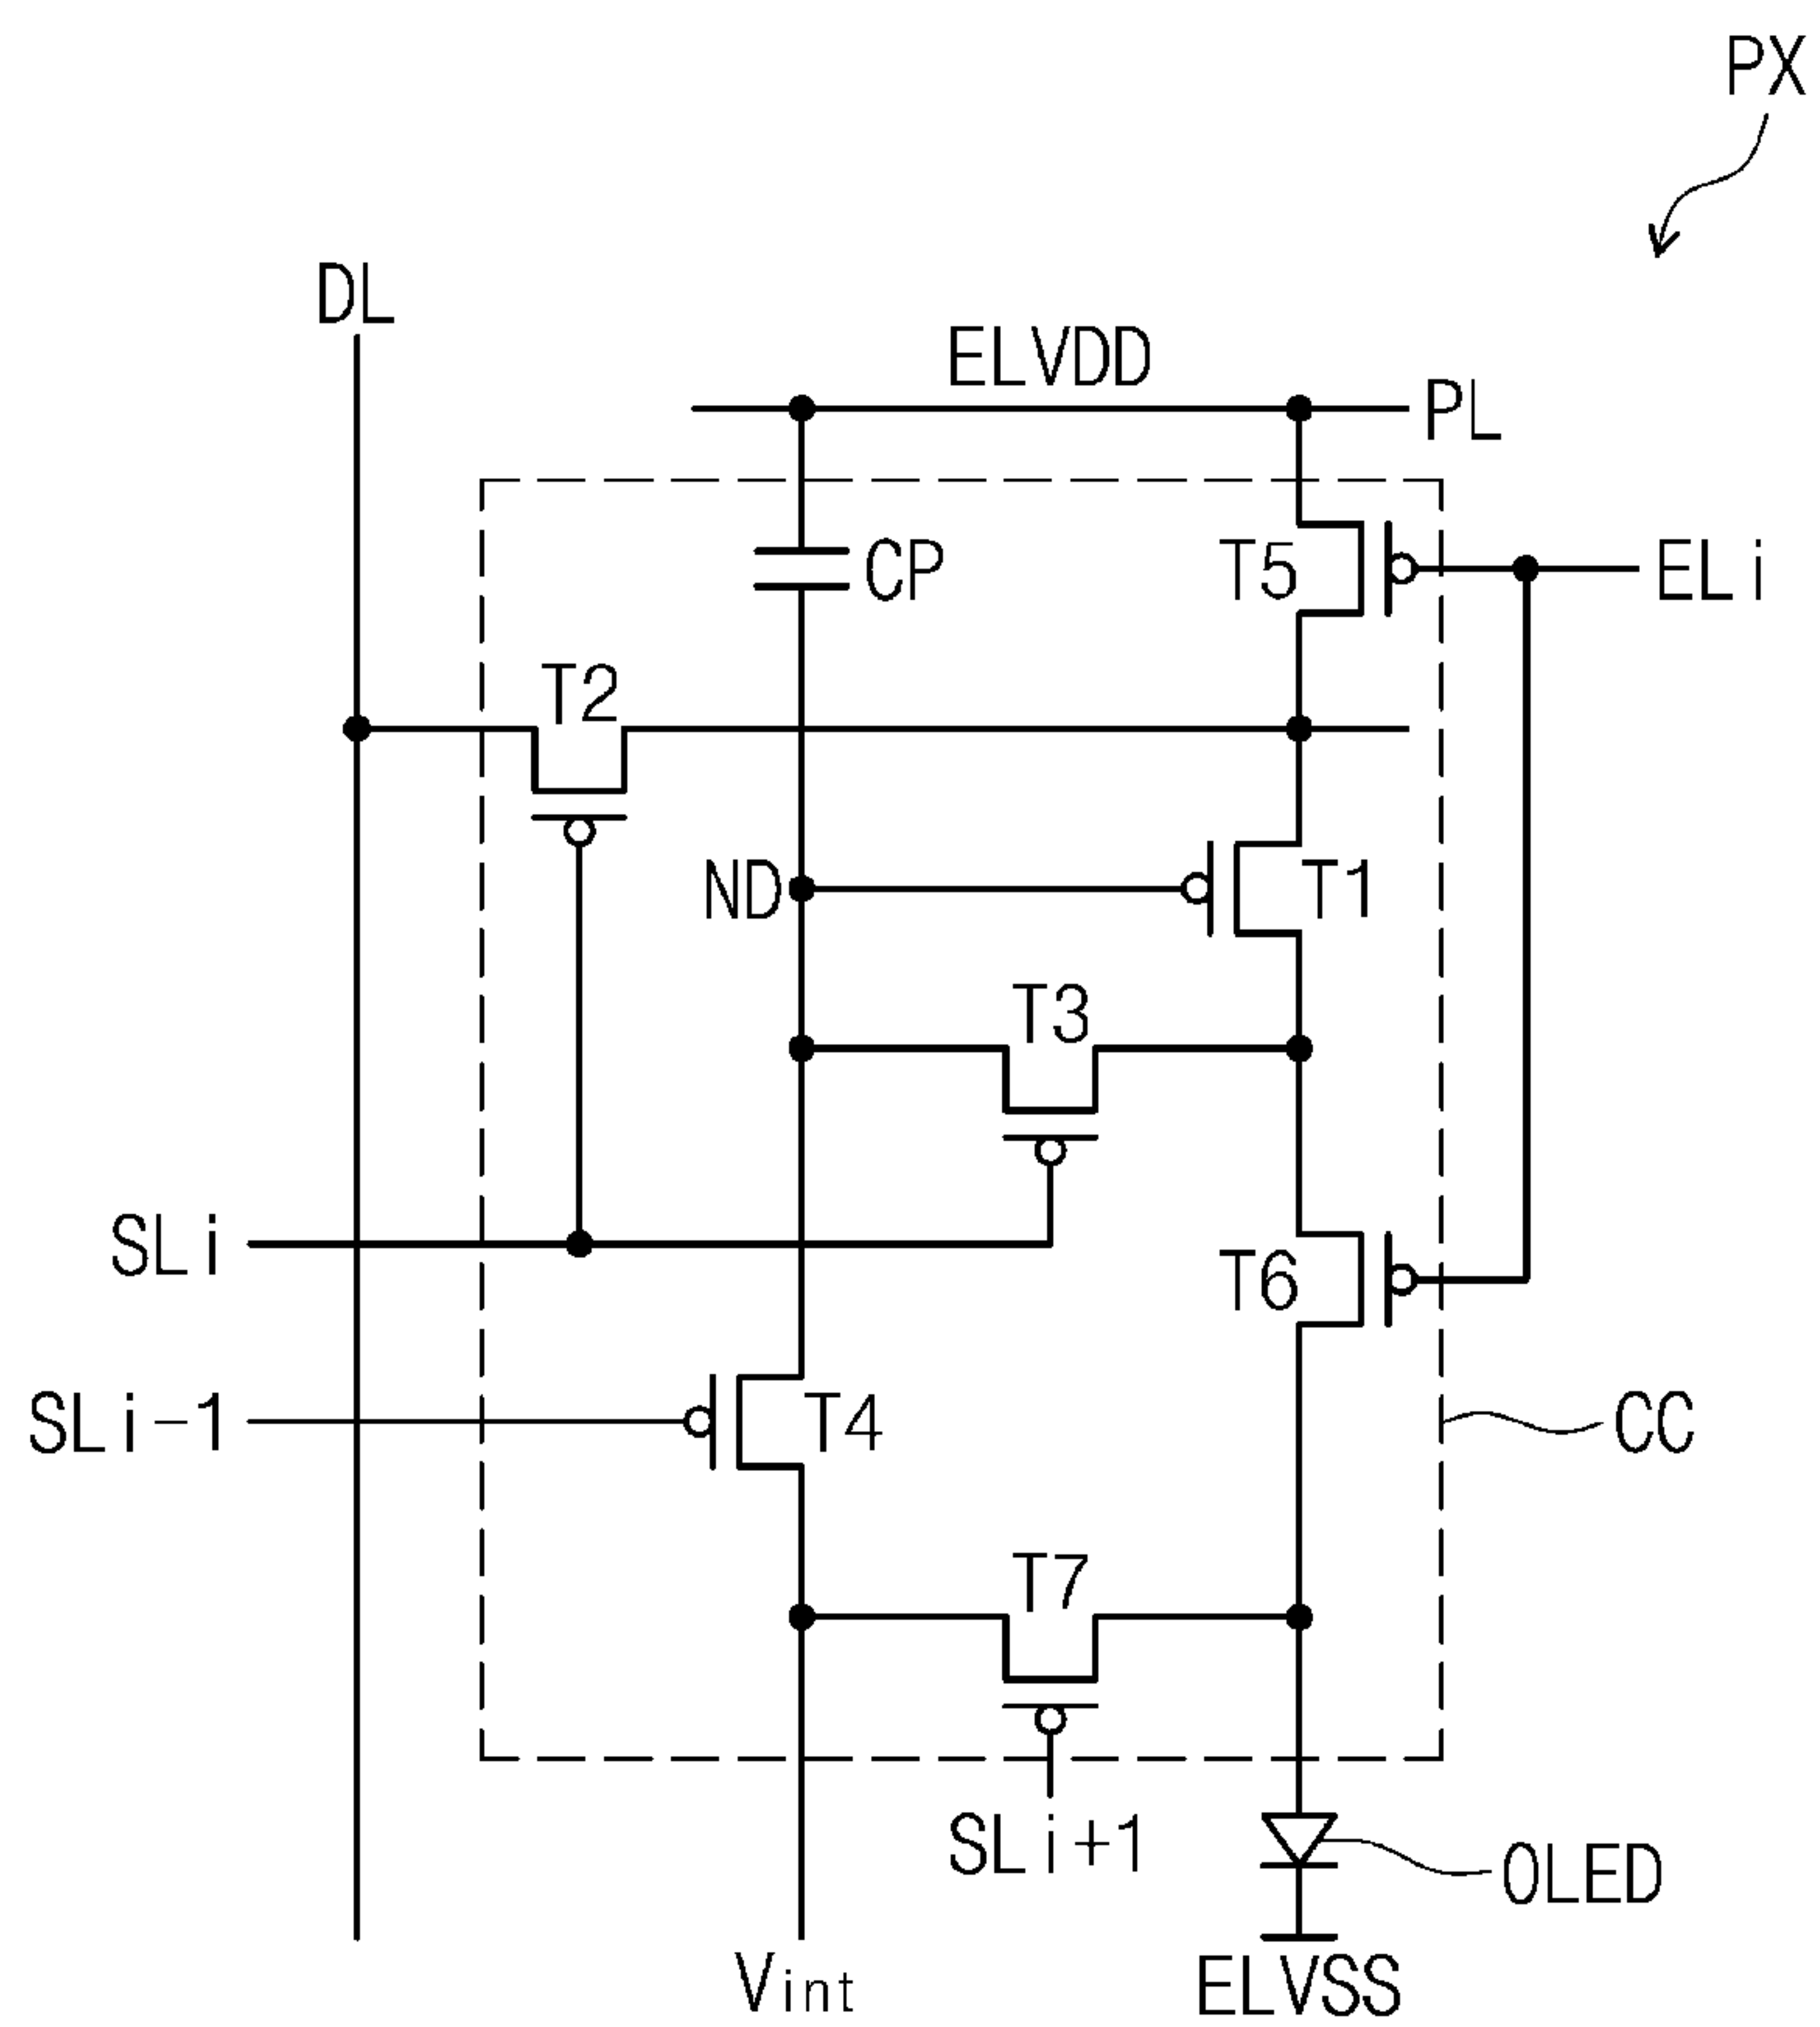 PX
DL
ELVDD
PL
CP
T5
ELi
T2
ND
T1
T3
SLi
T6
SLi-1
T4
CC
T7
SLi+1
OLED
Vint
ELVSS